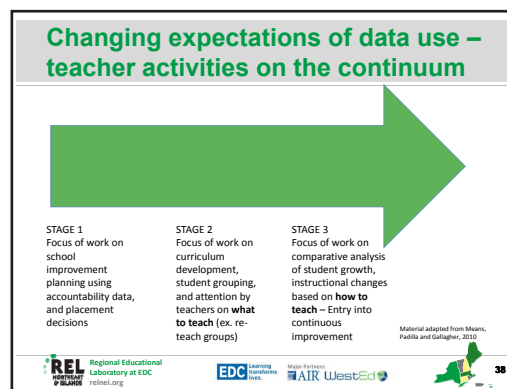 Changing expectations of data use –
teacher activities on the continuum
STAGE 1
Focus of work on
school
improvement
planning using
accountability data,
and placement
decisions
STAGE 2
Focus of work on
curriculum
development,
student grouping,
and attention by
teachers on what
to teach (ex. re-
teach groups)
STAGE 3
Focus of work on
comparative analysis
of student growth,
instructional changes
based on how to
teach – Entry into
continuous
improvement
Material adapted from Means,
Padilla and Gallagher, 2010
REL
NORTHEAST
& ISLANDS
Regional Educational
Laboratory at EDC
relnei.org
EDC
Learning
transforms
lives.
Major Partners:
AIR WestEd
38